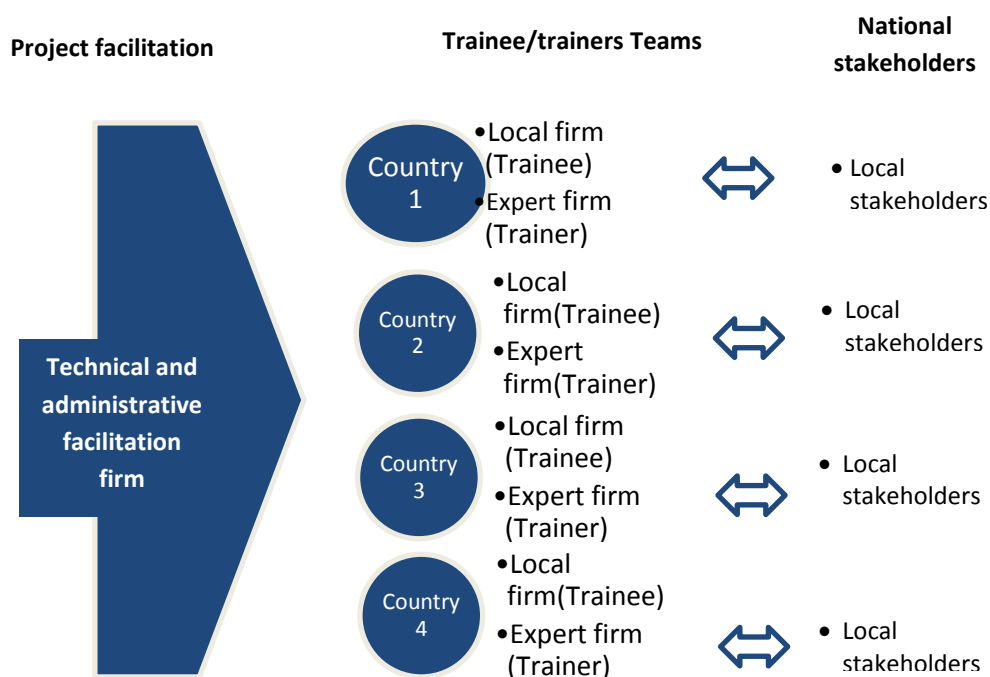 Project facilitation
Trainee/trainers Teams
National
stakeholders
Technical and
administrative
facilitation
firm
Country
1
•Local firm
(Trainee)
•Expert firm
(Trainer)
• Local
stakeholders
Country
2
•Local
firm(Trainee)
•Expert
firm(Trainer)
• Local
stakeholders
Country
3
•Local firm
(Trainee)
•Expert firm
(Trainer)
• Local
stakeholders
Country
4
•Local
firm(Trainee)
•Expert firm
(Trainer)
• Local
stakeholders